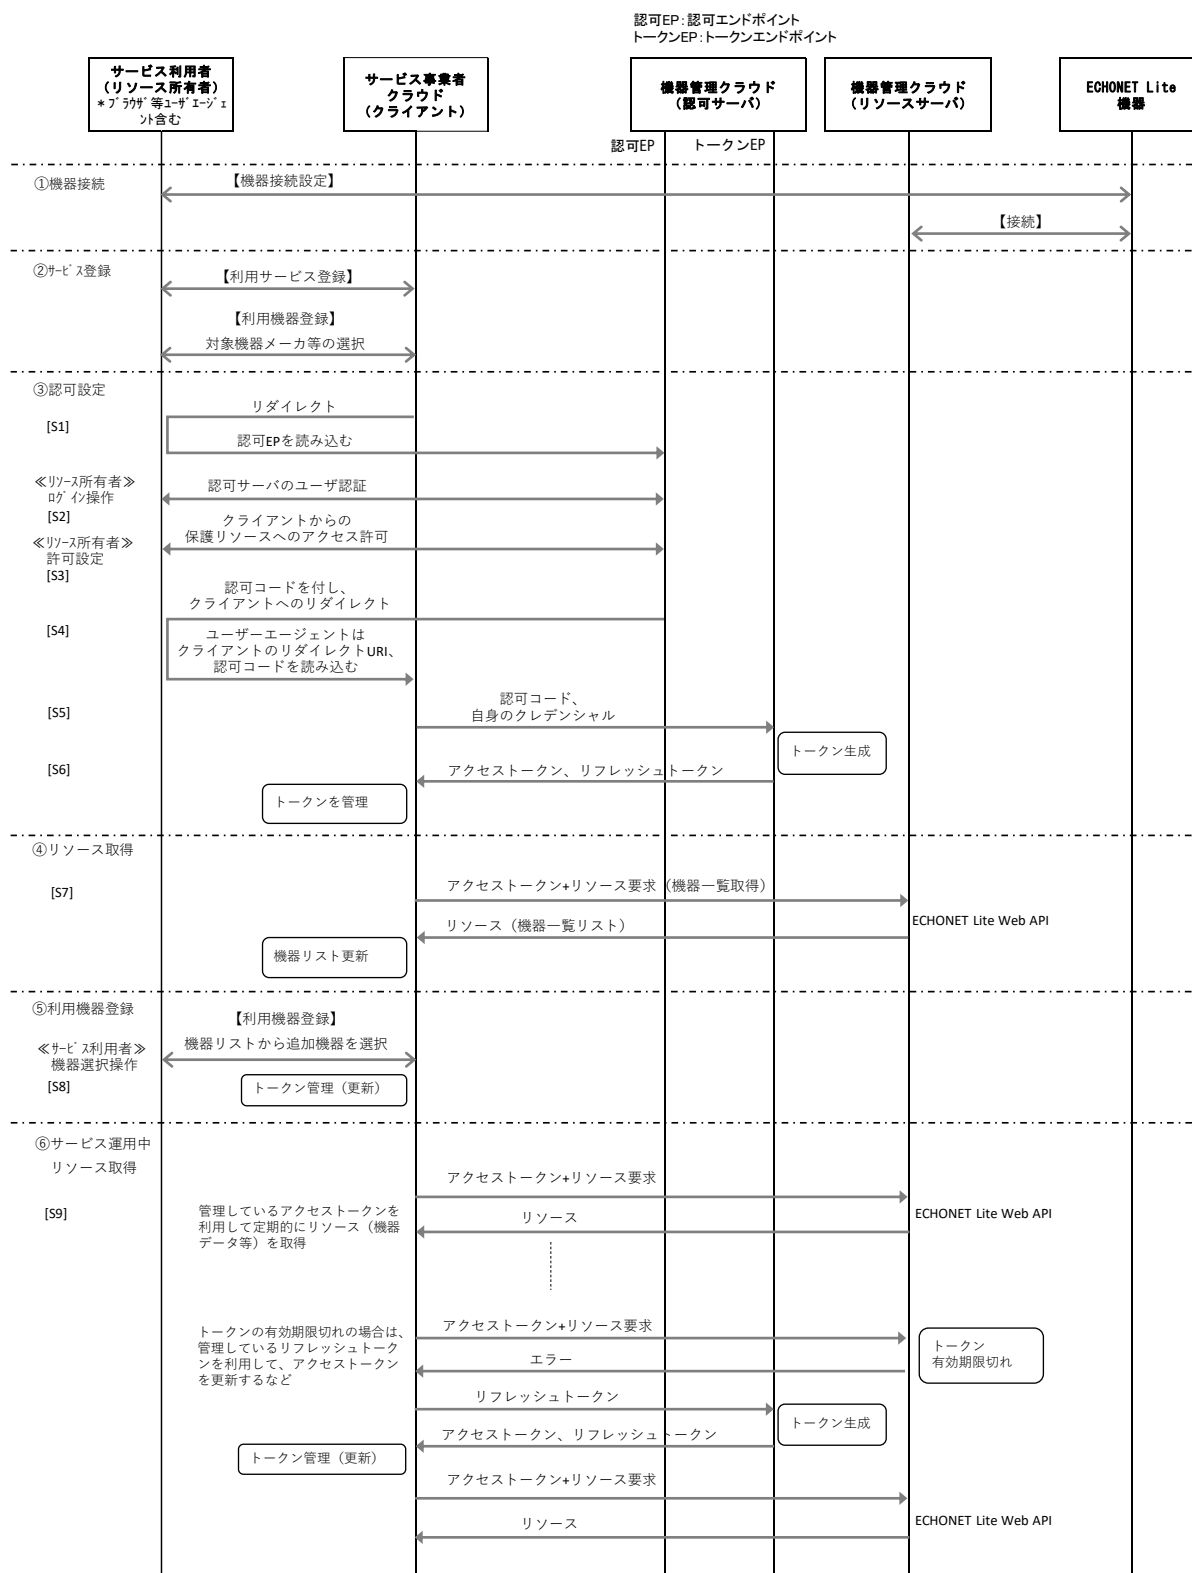 認可EP：認可エンドポイント
トークンEP：トークンエンドポイント
サービス利用者
（リソース所有者）
＊ﾌﾞﾗｳｻﾞ等ﾕｰｻﾞｴｰｼﾞｪ
ﾝﾄ含む
サービス事業者
クラウド
（クライアント）
機器管理クラウド
（認可サーバ）
機器管理クラウド
（リソースサーバ）
ECHONET Lite
機器
認可EP
トークンEP
①機器接続
【機器接続設定】
【接続】
②ｻｰﾋﾞｽ登録
【利用サービス登録】
【利用機器登録】
対象機器メーカ等の選択
③認可設定
リダイレクト
[S1]
認可EPを読み込む
≪ﾘｿｰｽ所有者≫
ﾛｸﾞｲﾝ操作
[S2]
認可サーバのユーザ認証
クライアントからの
保護リソースへのアクセス許可
≪ﾘｿｰｽ所有者≫
許可設定
[S3]
認可コードを付し、
クライアントへのリダイレクト
[S4]
ユーザーエージェントは
クライアントのリダイレクトURI、
認可コードを読み込む
[S5]
認可コード、
自身のクレデンシャル
トークン生成
[S6]
アクセストークン、リフレッシュトークン
トークンを管理
④リソース取得
[S7]
アクセストークン+リソース要求（機器一覧取得）
リソース（機器一覧リスト）
ECHONET Lite Web API
機器リスト更新
⑤利用機器登録
【利用機器登録】
機器リストから追加機器を選択
≪ｻｰﾋﾞｽ利用者≫
機器選択操作
[S8]
トークン管理（更新）
⑥サービス運用中
リソース取得
アクセストークン+リソース要求
[S9]
管理しているアクセストークンを
利用して定期的にリソース（機器
データ等）を取得
リソース
ECHONET Lite Web API
アクセストークン+リソース要求
トークンの有効期限切れの場合は、
管理しているリフレッシュトーク
ンを利用して、アクセストークン
を更新するなど
エラー
トークン
有効期限切れ
リフレッシュトークン
トークン生成
アクセストークン、リフレッシュトークン
トークン管理（更新）
アクセストークン+リソース要求
リソース
ECHONET Lite Web API